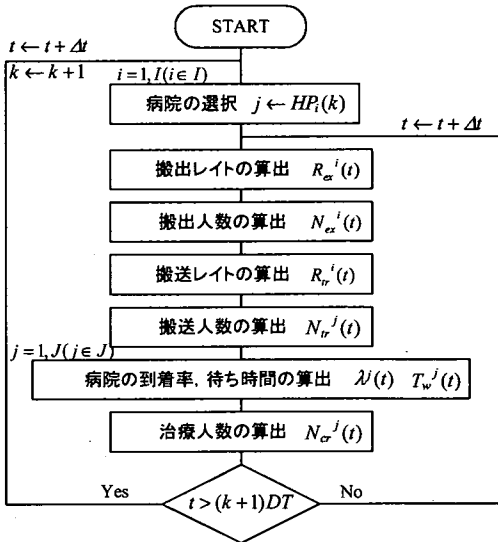 START
t ← t + Δt
k ← k + 1
i = 1, I (i ∈ I)
病院の選択 j ← HP_i(k)
t ← t + Δt
搬出レイトの算出 R_ex^i(t)
搬出人数の算出 N_ex^i(t)
搬送レイトの算出 R_tr^i(t)
搬送人数の算出 N_tr^j(t)
j = 1, J (j ∈ J)
病院の到着率, 待ち時間の算出 λ^j(t) T_w^j(t)
治療人数の算出 N_cr^j(t)
Yes
t > (k + 1)DT
No